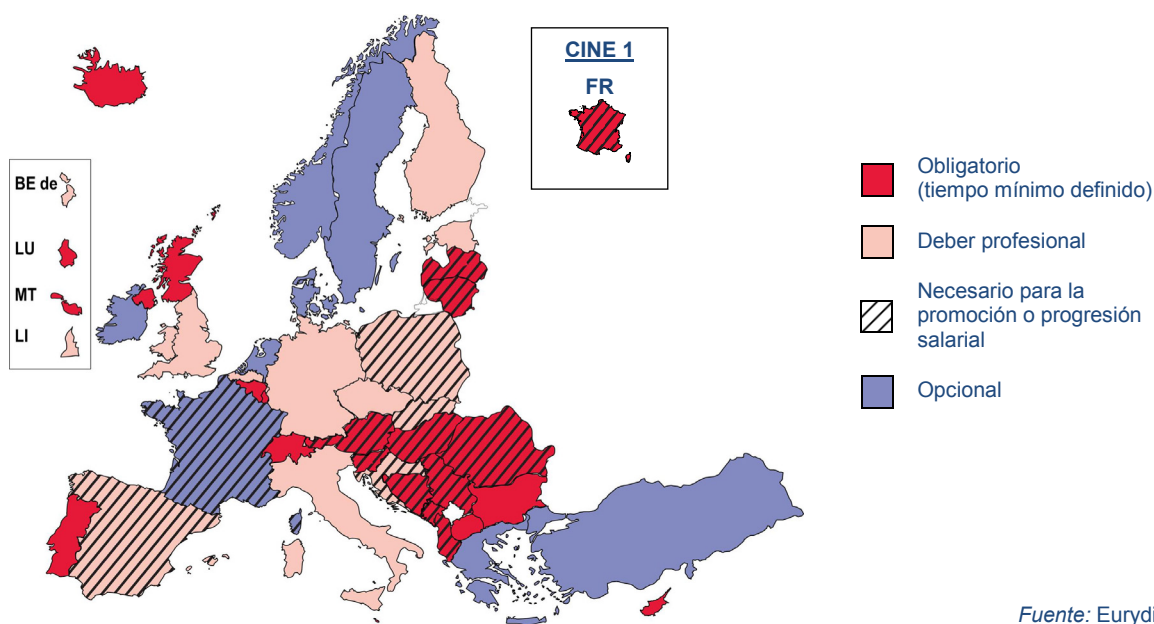 CINE 1
FR
BE de
LU
MT
LI
Obligatorio
(tiempo mínimo definido)
Deber profesional
Necesario para la
promoción o progresión
salarial
Opcional
Fuente: Eurydi